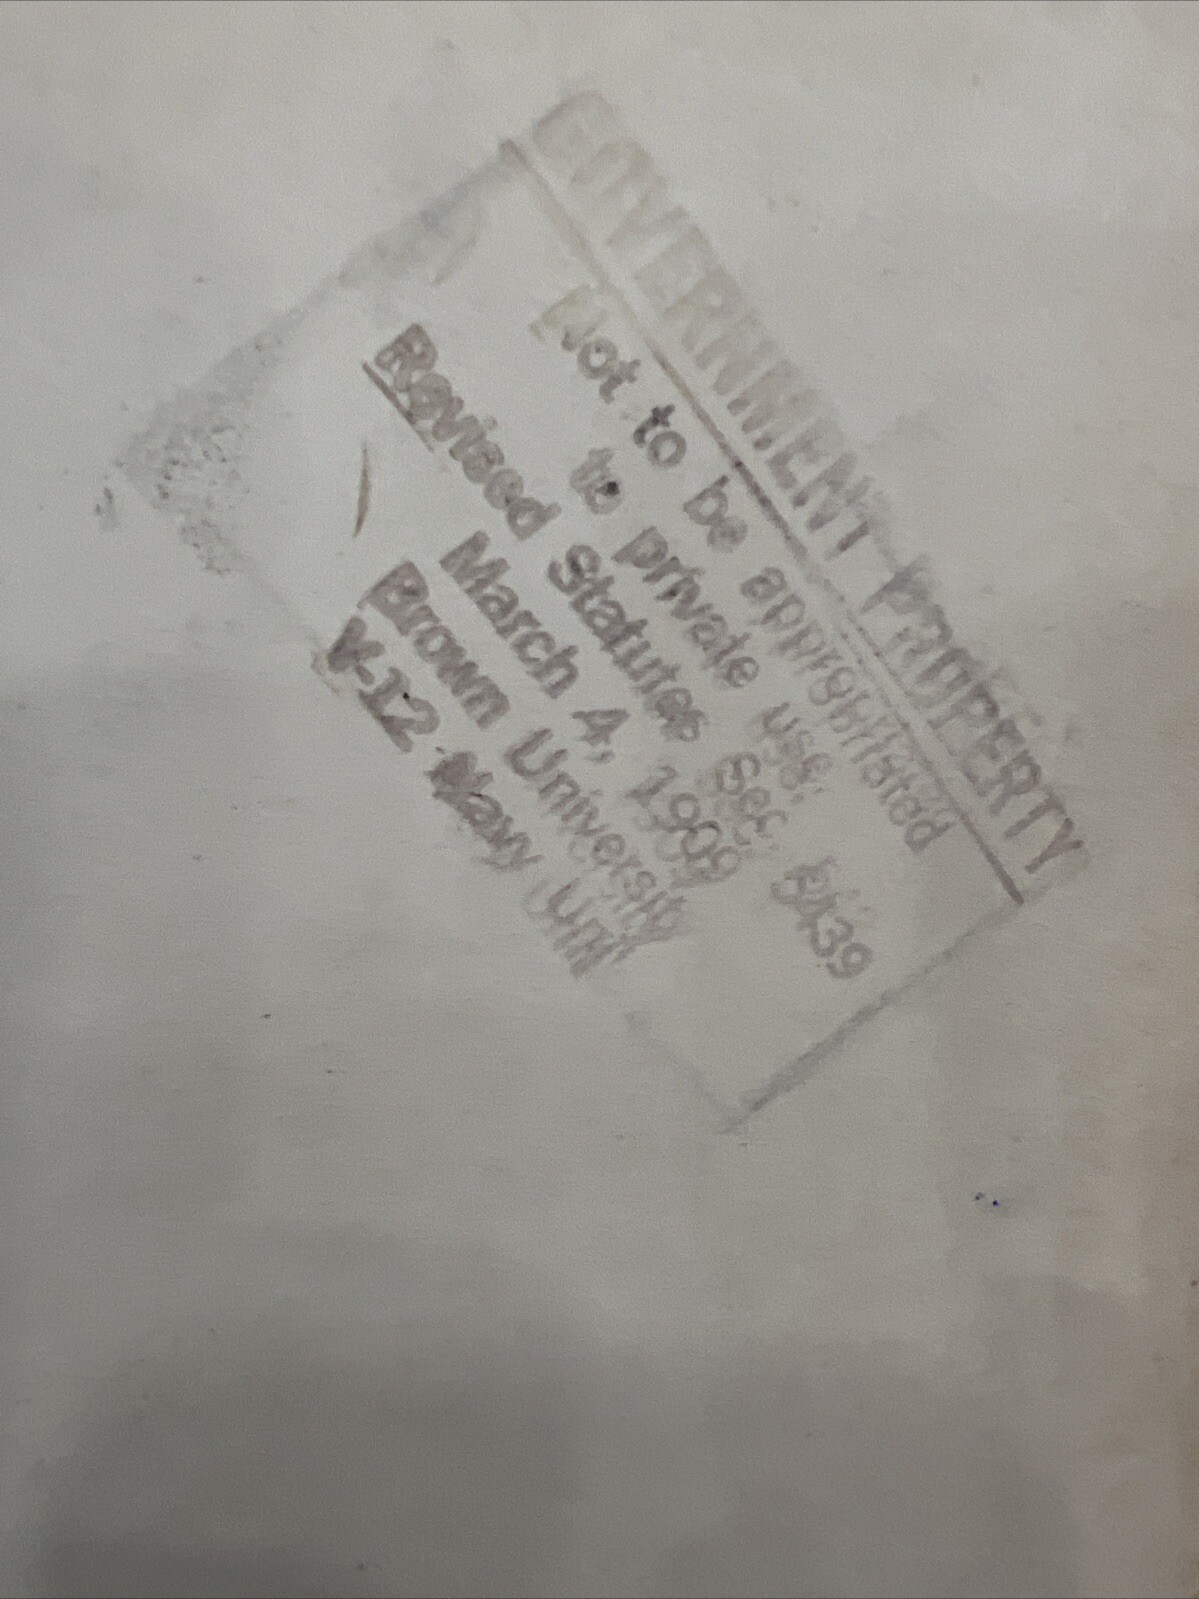 GOVERNMENT PROPERTY
Not to be appropriated
to private use.
Revised Statutes Sec. 5439
March 4, 1909
Brown University
V-12 Navy Unit